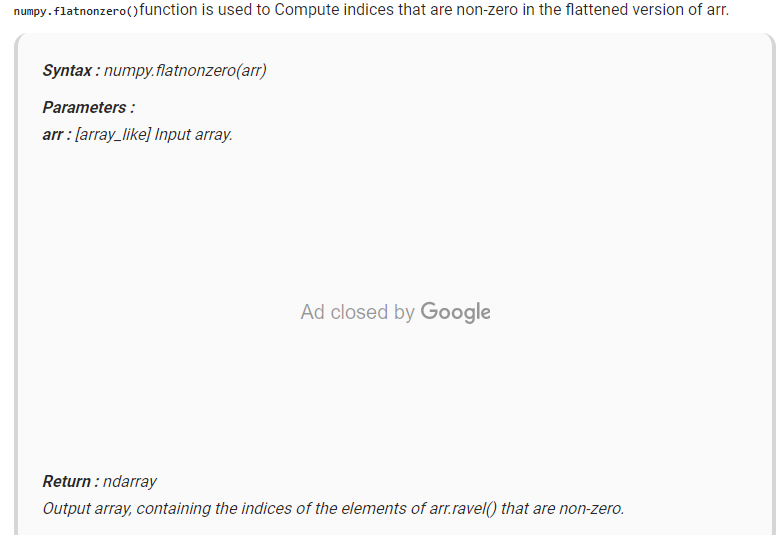 numpy.flatnonzero()function is used to Compute indices that are non-zero in the flattened version of arr.
Syntax : numpy.flatnonzero(arr)
Parameters :
arr : [array_like] Input array.
Ad closed by Google
Return : ndarray
Output array, containing the indices of the elements of arr.ravel() that are non-zero.